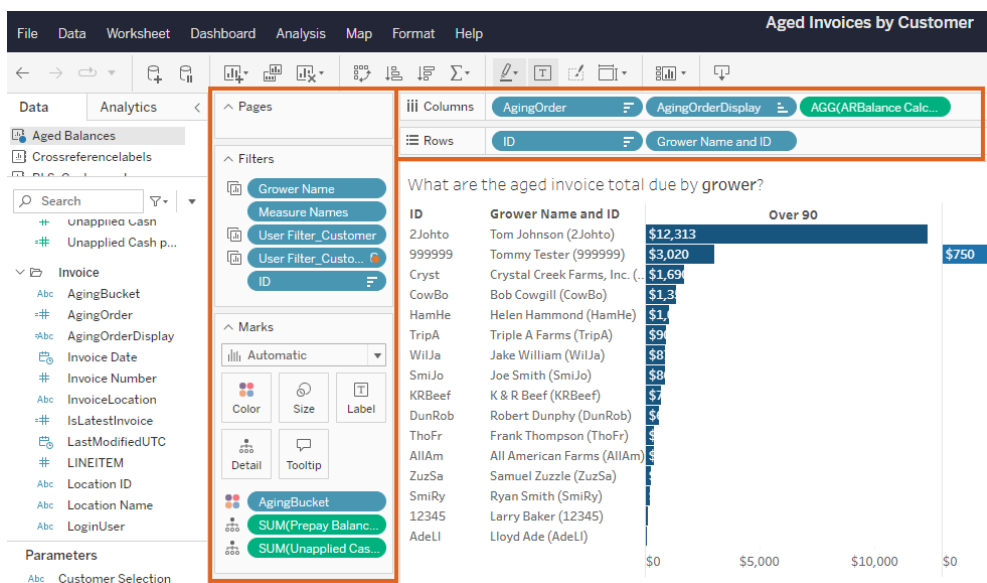 Aged Invoices by Customer
File Data Worksheet Dashboard Analysis Map Format Help
Data Analytics
Aged Balances
Crossreferencelabels
Search
Unapplied Cash
Unapplied Cash p...
Invoice
Abc AgingBucket
AgingOrder
Abc AgingOrderDisplay
Invoice Date
Invoice Number
Abc InvoiceLocation
IsLatestInvoice
LastModifiedUTC
LINEITEM
Abc Location ID
Abc Location Name
Abc LoginUser
Parameters
Abc Customer Selection
Pages
Filters
Grower Name
Measure Names
User Filter_Customer
User Filter_Custo...
ID
Marks
Automatic
Color Size Label
Detail Tooltip
AgingBucket
SUM(Prepay Balanc...
SUM(Unapplied Cas...
Columns AgingOrder AgingOrderDisplay AGG(ARBalance Calc...
Rows ID Grower Name and ID
What are the aged invoice total due by grower?
ID Grower Name and ID Over 90
2Johto Tom Johnson (2Johto) $12,313
999999 Tommy Tester (999999) $3,020 $750
Cryst Crystal Creek Farms, Inc. (.. $1,690
CowBo Bob Cowgill (CowBo)
HamHe Helen Hammond (HamHe)
TripA Triple A Farms (TripA)
WilJa Jake William (WilJa)
SmiJo Joe Smith (SmiJo)
KRBeef K & R Beef (KRBeef)
DunRob Robert Dunphy (DunRob)
ThoFr Frank Thompson (ThoFr)
AllAm All American Farms (AllAm)
ZuzSa Samuel Zuzzle (ZuzSa)
SmiRy Ryan Smith (SmiRy)
12345 Larry Baker (12345)
AdeLl Lloyd Ade (AdeLl)
$0 $5,000 $10,000 $0